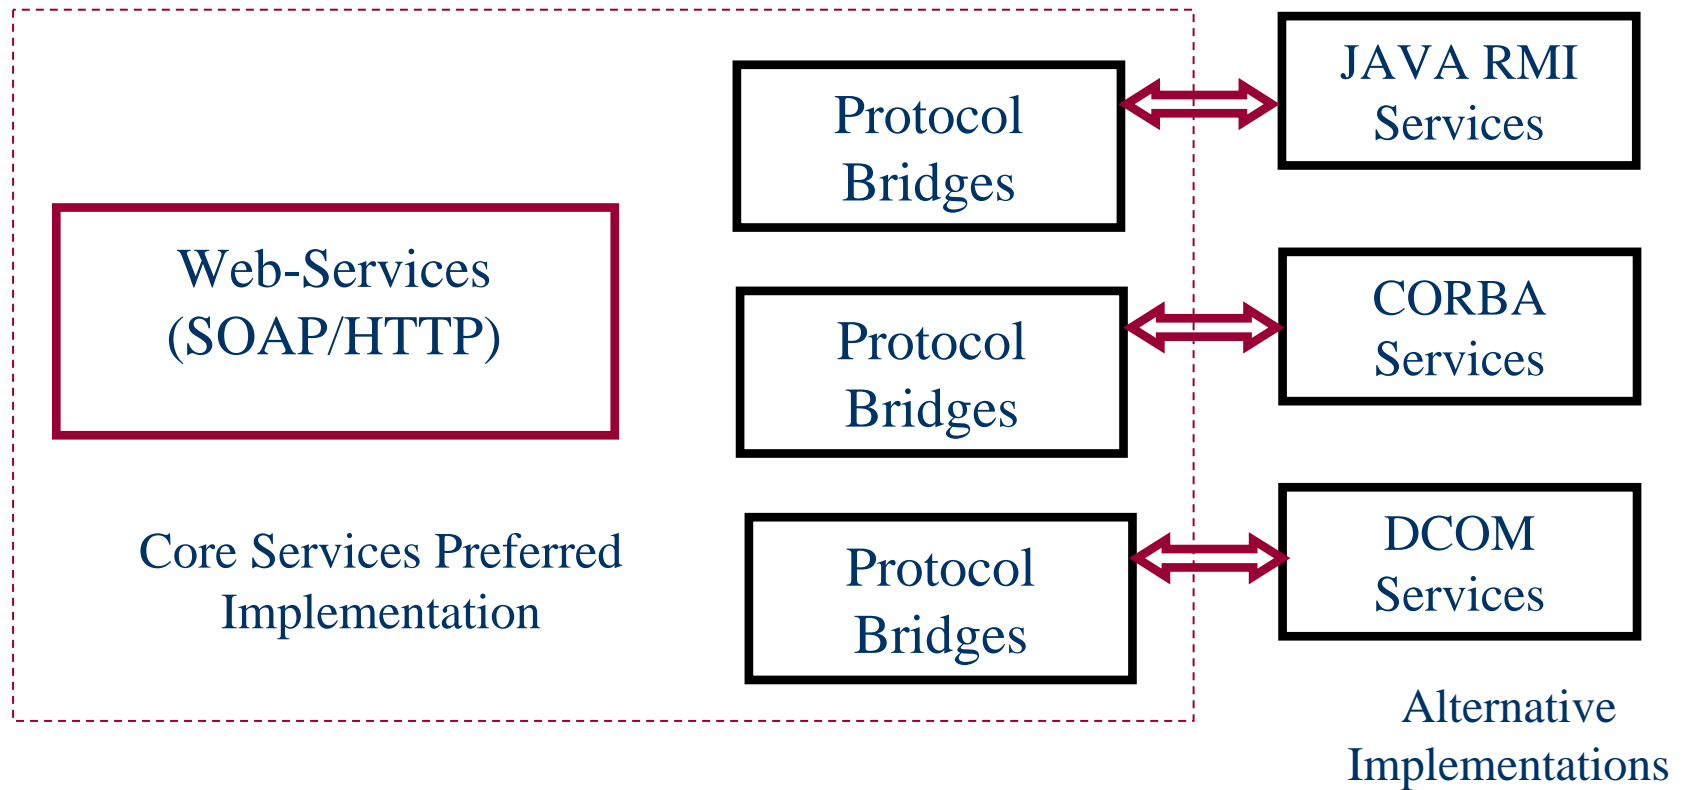 Web-Services
(SOAP/HTTP)
Core Services Preferred
Implementation
Protocol
Bridges
Protocol
Bridges
Protocol
Bridges
JAVA RMI
Services
CORBA
Services
DCOM
Services
Alternative
Implementations